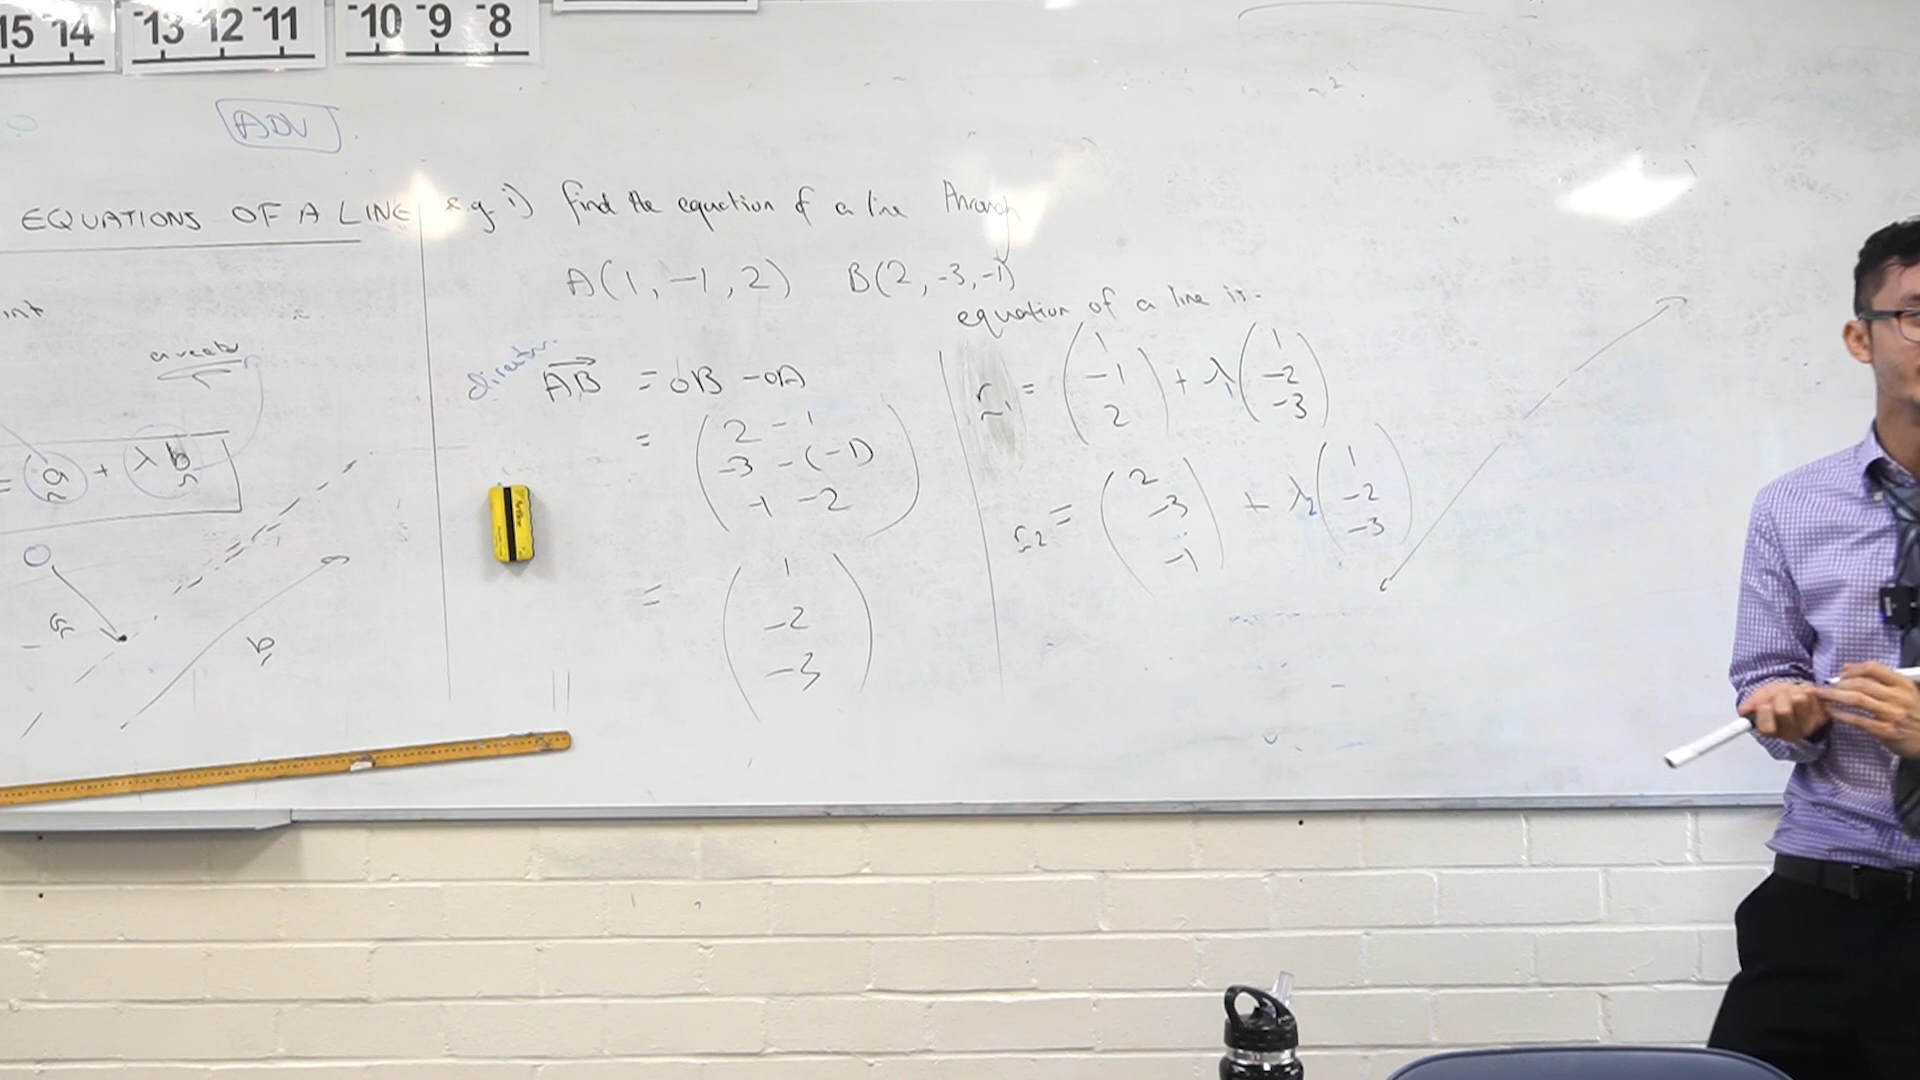 15 -14 -13 -12 -11 -10 -9 -8
ADV
EQUATIONS OF A LINE
int
a vector
= a + λ b
O
a
b
e.g. i) find the equation of a line through
A(1, -1, 2) B(2, -3, -1)
direction
AB = OB - OA
= ( 2 - 1
-3 - (-1)
-1 - 2 )
= ( 1
-2
-3 )
equation of a line is:
r1 = ( 1 -1 2 ) + λ1 ( 1 -2 -3 )
r2 = ( 2 -3 -1 ) + λ2 ( 1 -2 -3 )